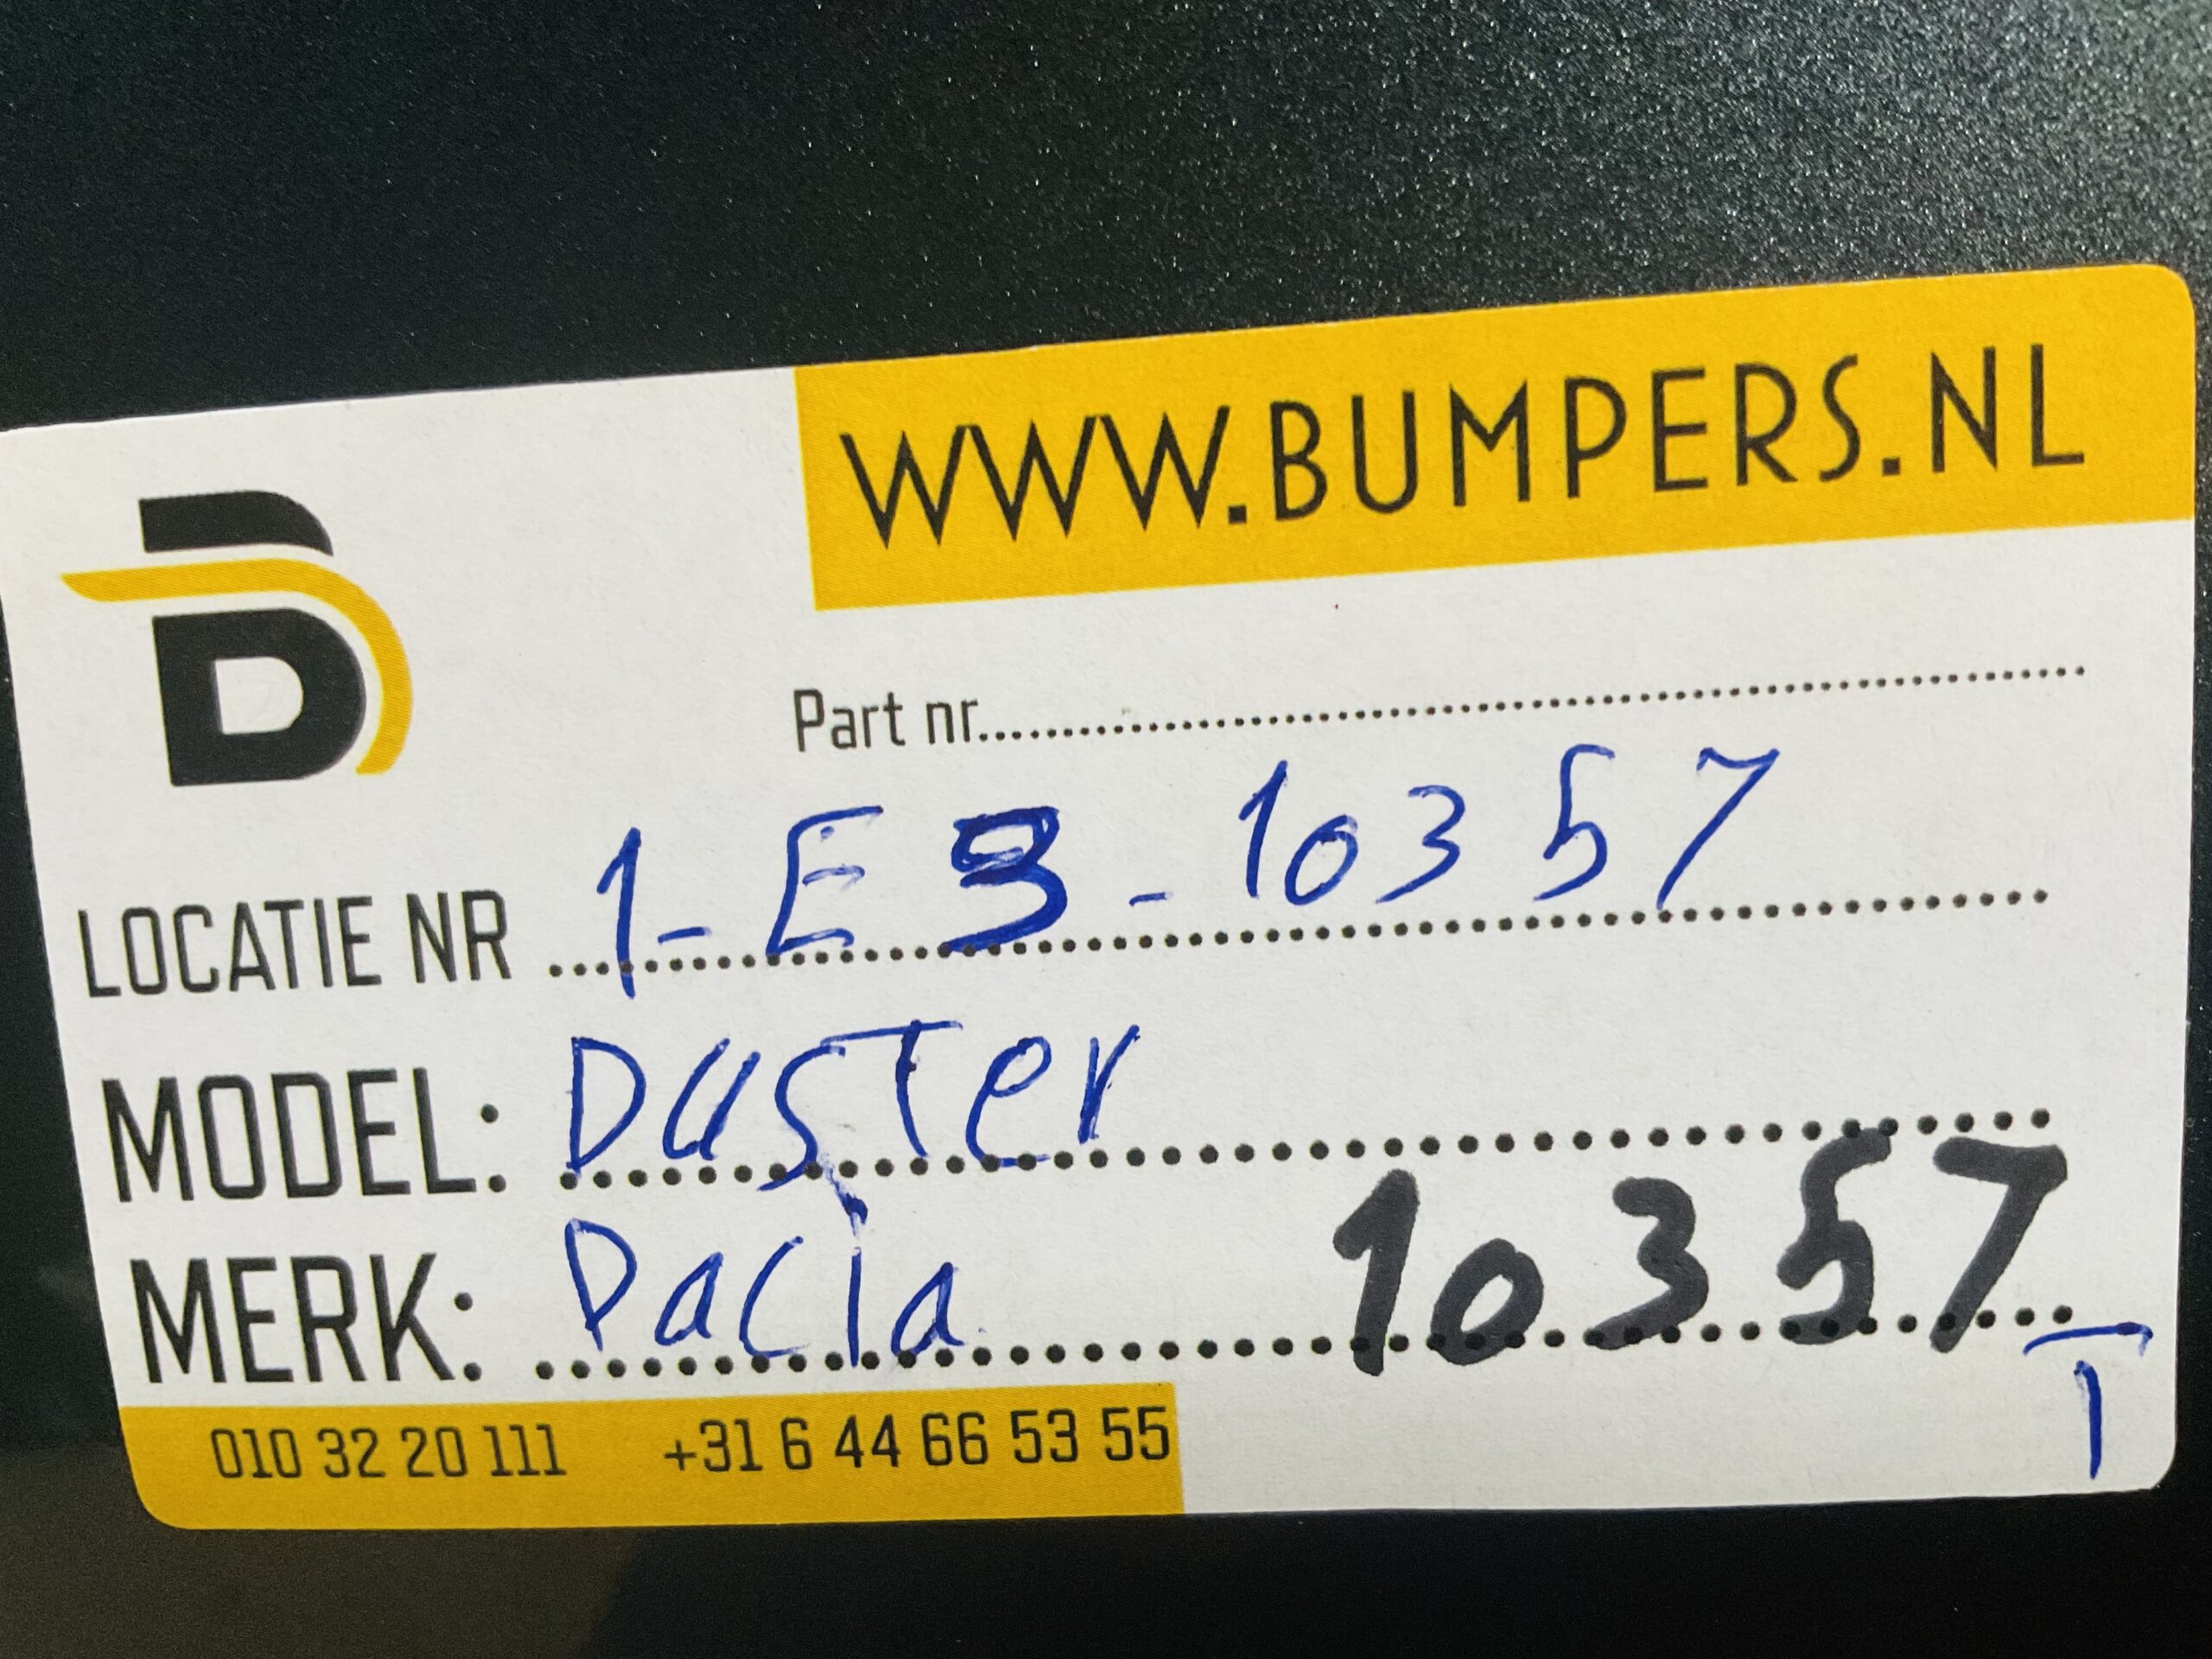 WWW.BUMPERS.NL
Part nr.
LOCATIE NR 1-E3-10357
MODEL: Duster
MERK: Dacia 10357
T
010 32 20 111 +31 6 44 66 53 55